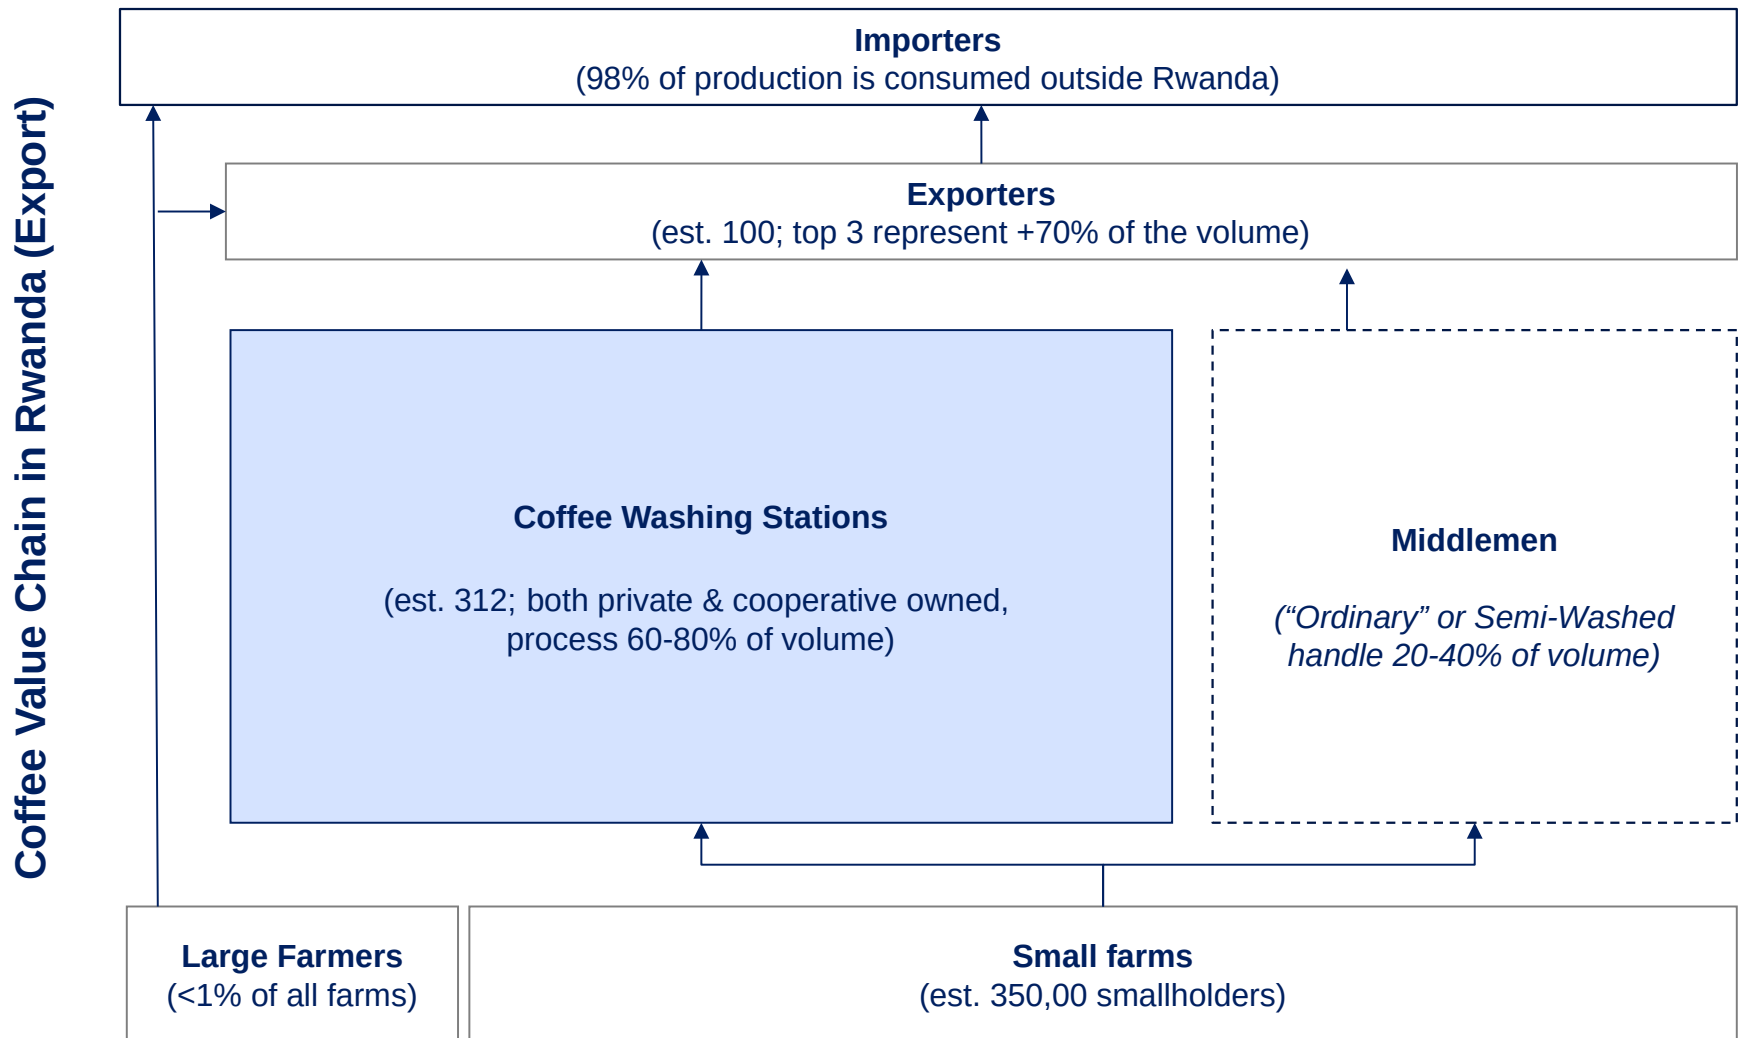 Coffee Value Chain in Rwanda (Export)
Importers
(98% of production is consumed outside Rwanda)
Exporters
(est. 100; top 3 represent +70% of the volume)
Coffee Washing Stations
(est. 312; both private & cooperative owned,
process 60-80% of volume)
Middlemen
(“Ordinary” or Semi-Washed
handle 20-40% of volume)
Large Farmers
(<1% of all farms)
Small farms
(est. 350,00 smallholders)